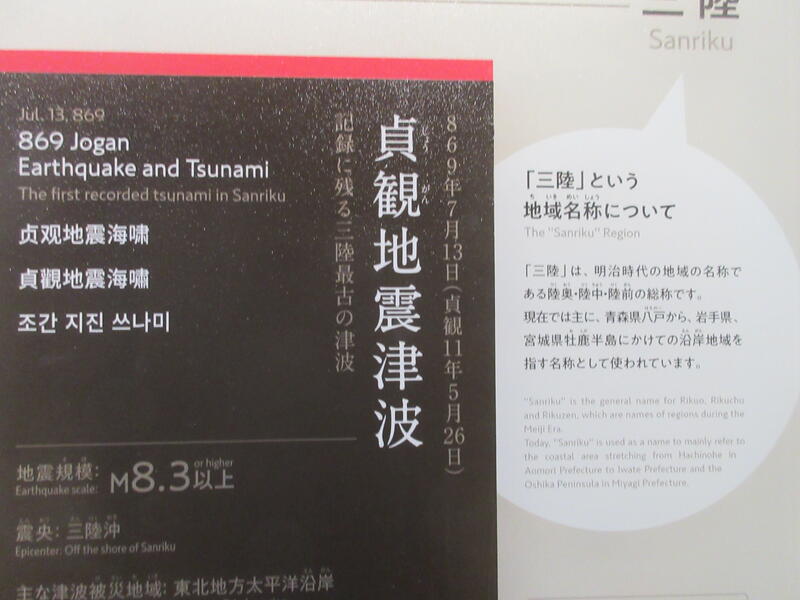 三陸
Sanriku
Jul. 13, 869
869 Jogan
Earthquake and Tsunami
The first recorded tsunami in Sanriku
贞观地震海啸
貞觀地震海嘯
조간 지진 쓰나미
869年7月13日(貞観11年5月26日)
じょう がん
貞観地震津波
記録に残る三陸最古の津波
地震規模: M8.3以上
Earthquake scale: or higher
震央: 三陸沖
Epicenter: Off the shore of Sanriku
主な津波被災地域: 東北地方太平洋沿岸
「三陸」という
ち いき めい しょう
地域名称について
The "Sanriku" Region
「三陸」は、明治時代の地域の名称で
ある陸奥・陸中・陸前の総称です。
現在では主に、青森県八戸から、岩手県、
宮城県牡鹿半島にかけての沿岸地域を
指す名称として使われています。
"Sanriku" is the general name for Rikuo, Rikuchu
and Rikuzen, which are names of regions during the
Meiji Era.
Today, "Sanriku" is used as a name to mainly refer to
the coastal area stretching from Hachinohe in
Aomori Prefecture to Iwate Prefecture and the
Oshika Peninsula in Miyagi Prefecture.